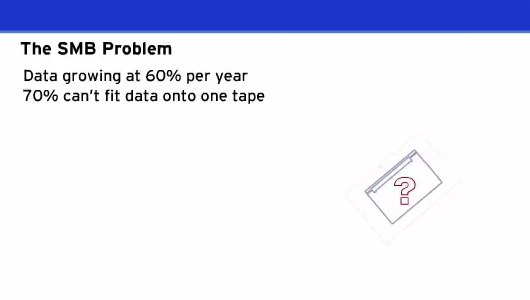 The SMB Problem
Data growing at 60% per year
70% can't fit data onto one tape
?